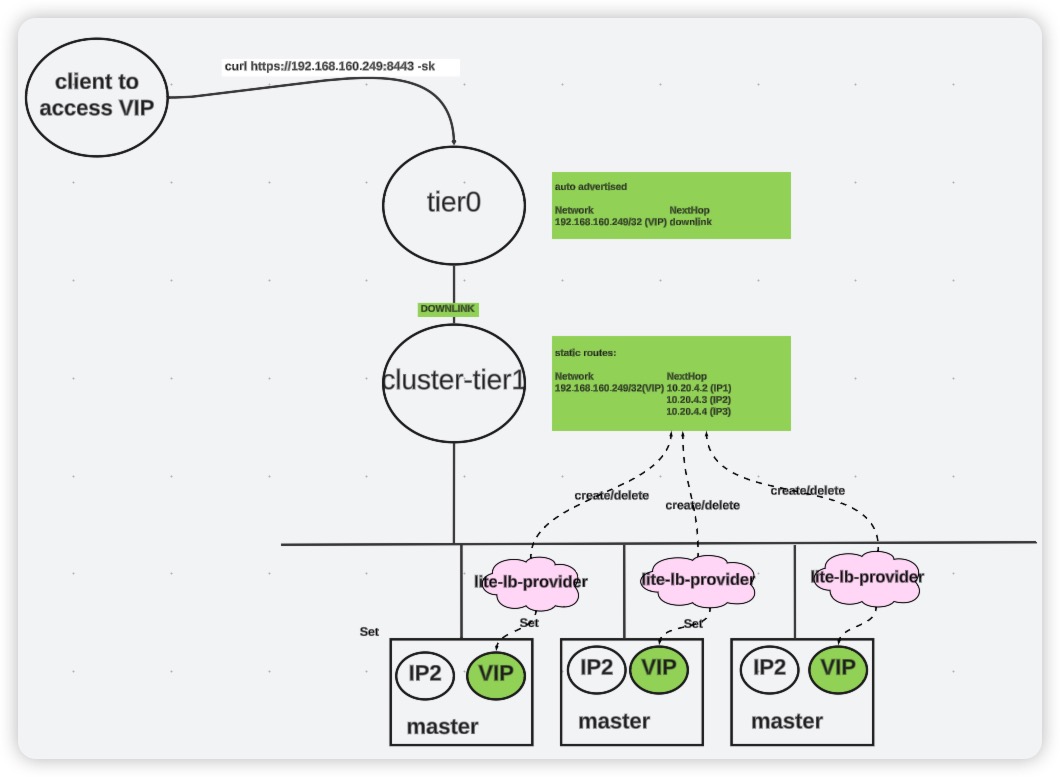 client to
access VIP
curl https://192.168.160.249:8443 -sk
tier0
auto advertised
Network NextHop
192.168.160.249/32 (VIP) downlink
DOWNLINK
cluster-tier1
static routes:
Network NextHop
192.168.160.249/32(VIP) 10.20.4.2 (IP1)
10.20.4.3 (IP2)
10.20.4.4 (IP3)
create/delete
create/delete
create/delete
lite-lb-provider
lite-lb-provider
lite-lb-provider
Set
Set
Set
IP2
VIP
master
IP2
VIP
master
IP2
VIP
master